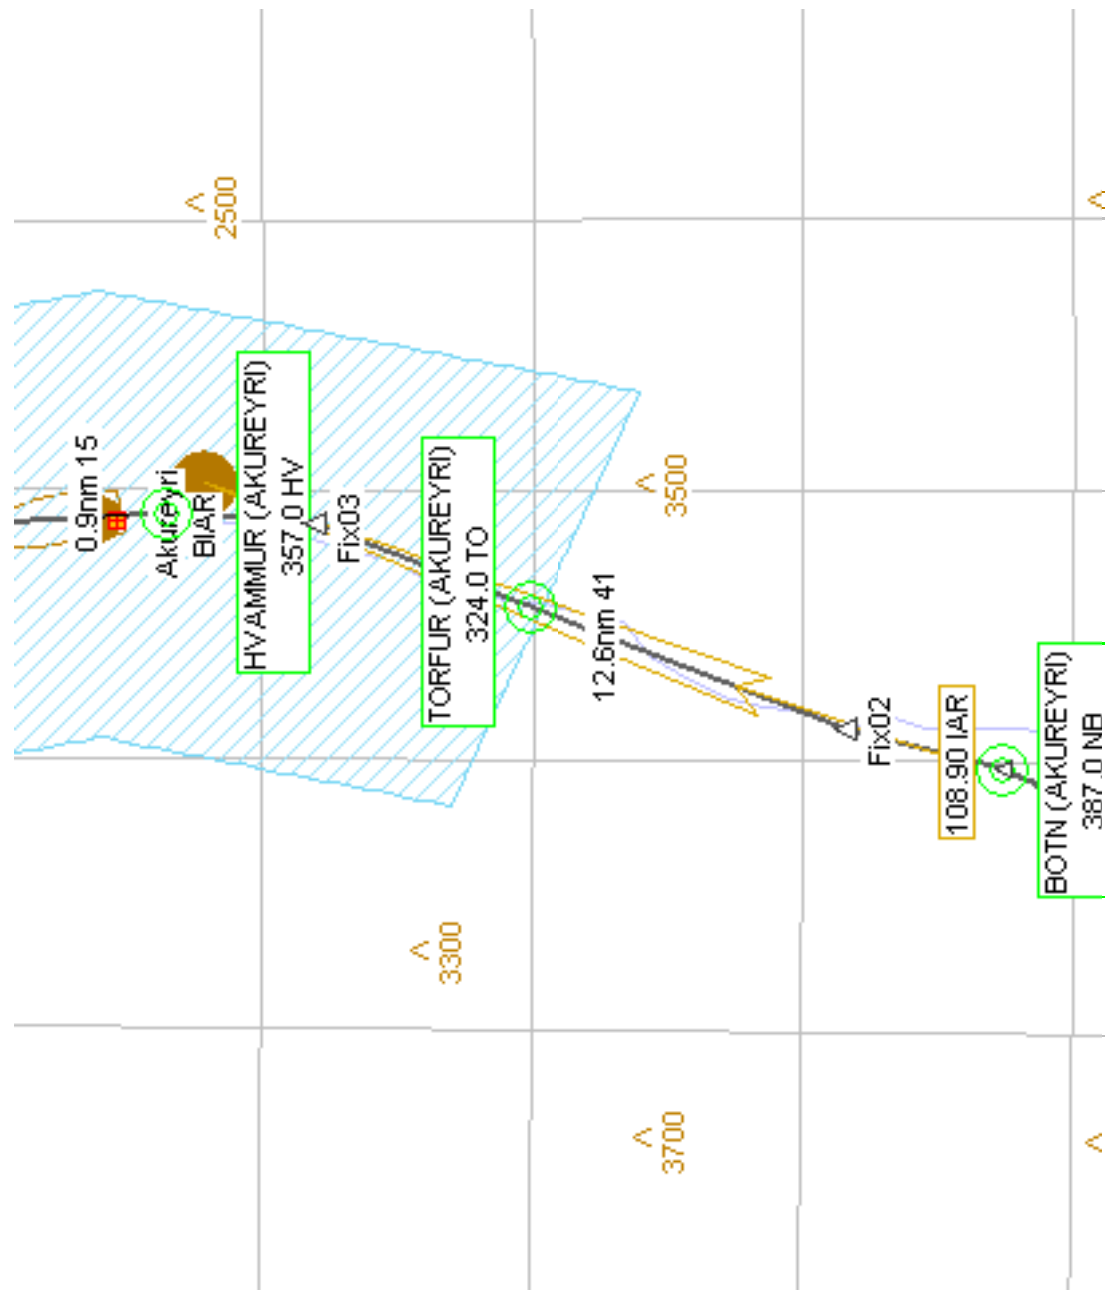 2500
0.9nm 15
Akureyri
BIAR
HVAMMUR (AKUREYRI)
357.0 HV
Fix03
TORFUR (AKUREYRI)
324.0 TO
3500
12.6nm 41
Fix02
108.90 IAR
BOTN (AKUREYRI)
387.0 NB
3300
3700